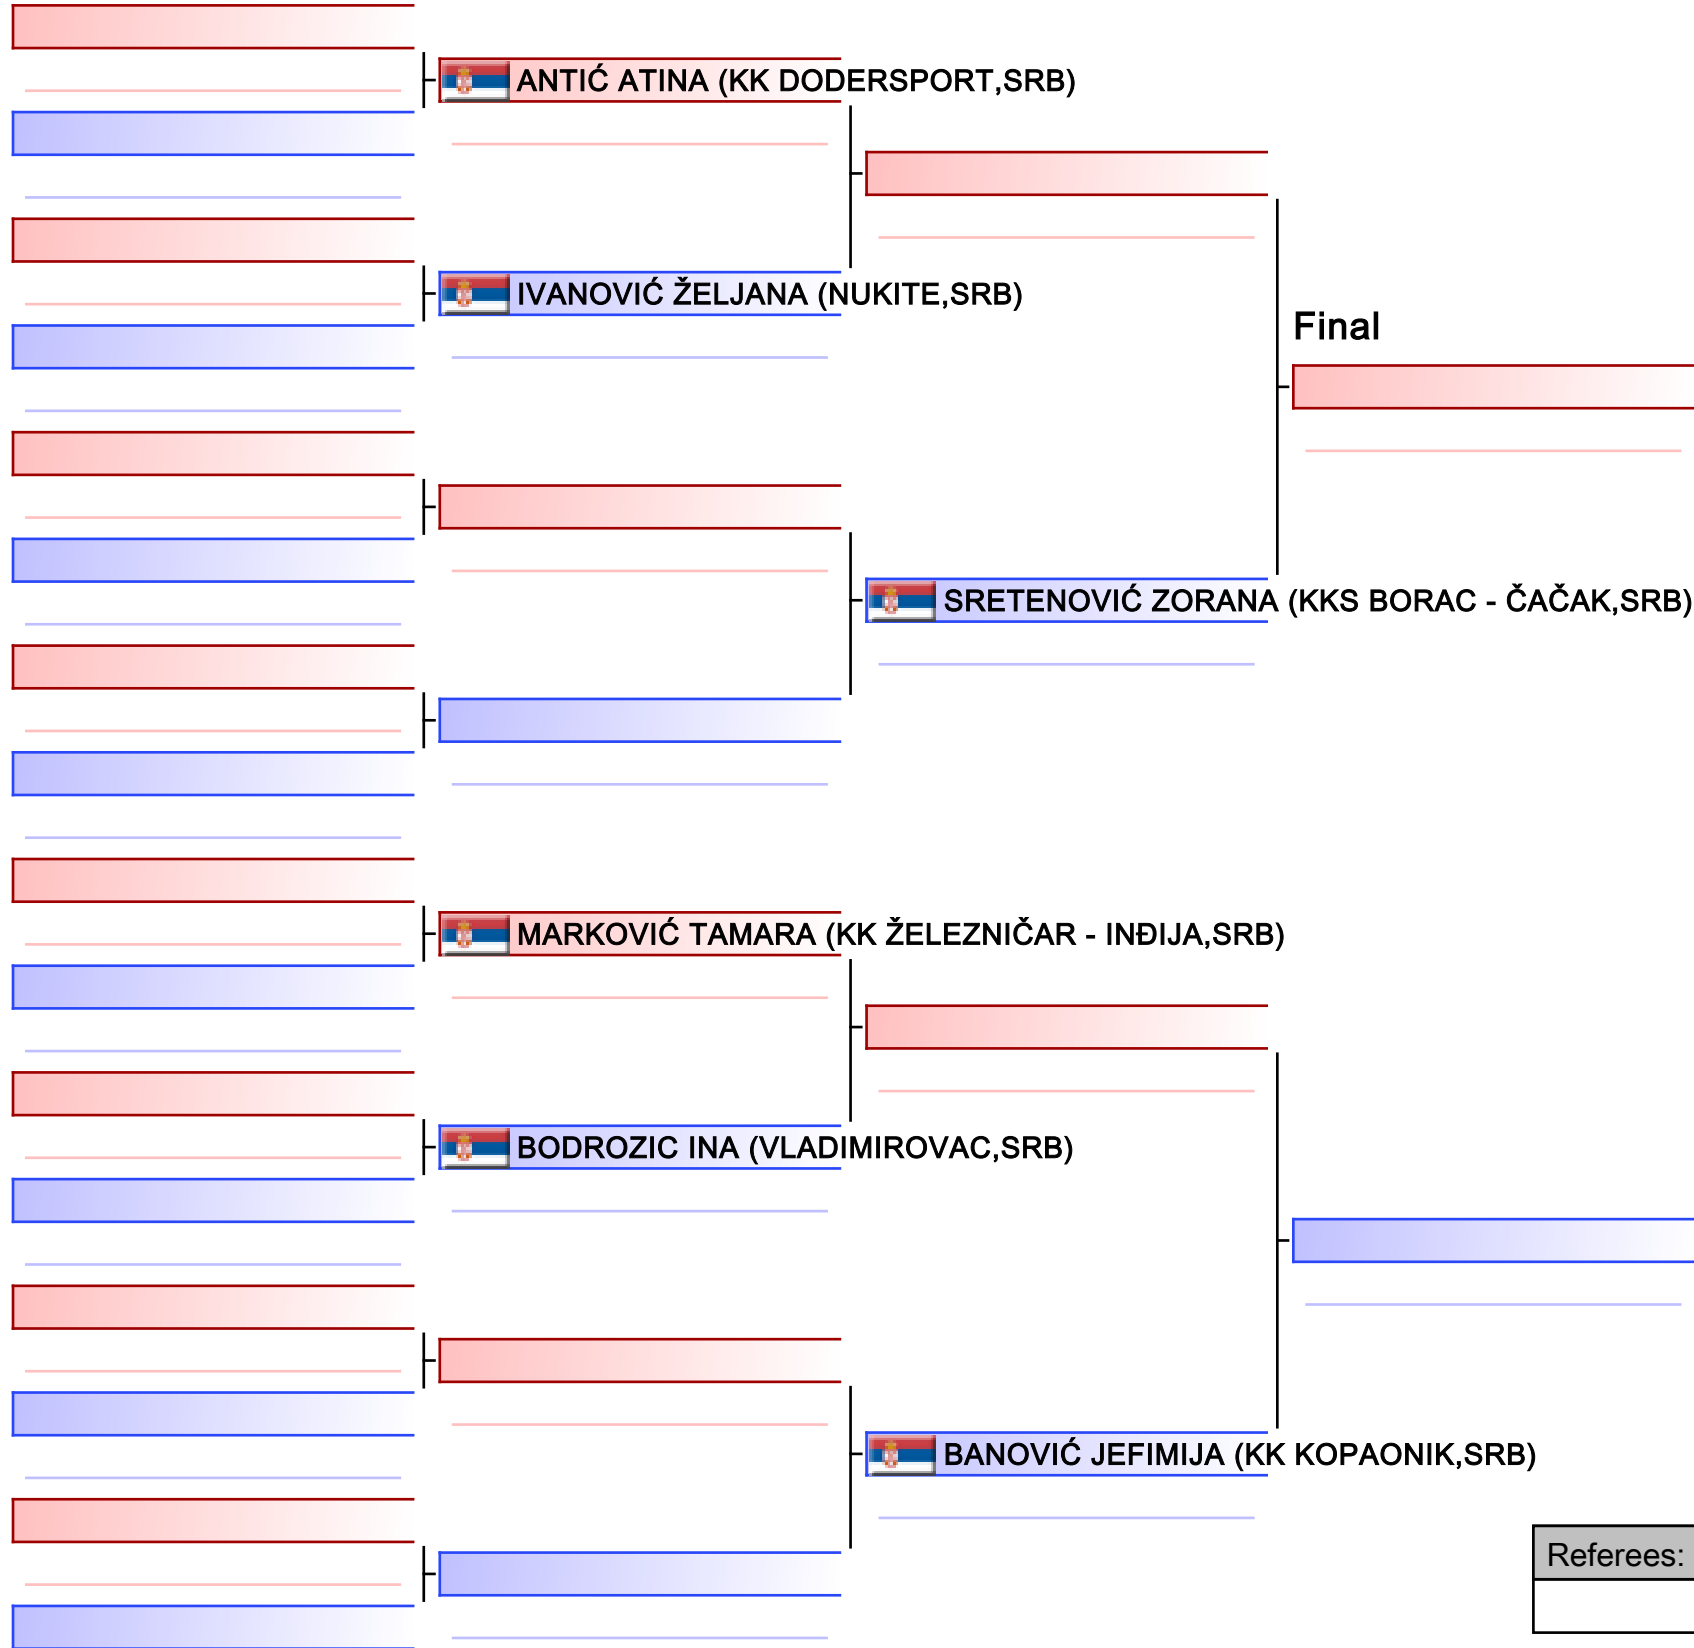 ANTIĆ ATINA (KK DODERSPORT,SRB)
IVANOVIĆ ŽELJANA (NUKITE,SRB)
Final
SRETENOVIĆ ZORANA (KKS BORAC - ČAČAK,SRB)
MARKOVIĆ TAMARA (KK ŽELEZNIČAR - INĐIJA,SRB)
BODROZIC INA (VLADIMIROVAC,SRB)
BANOVIĆ JEFIMIJA (KK KOPAONIK,SRB)
Referees: